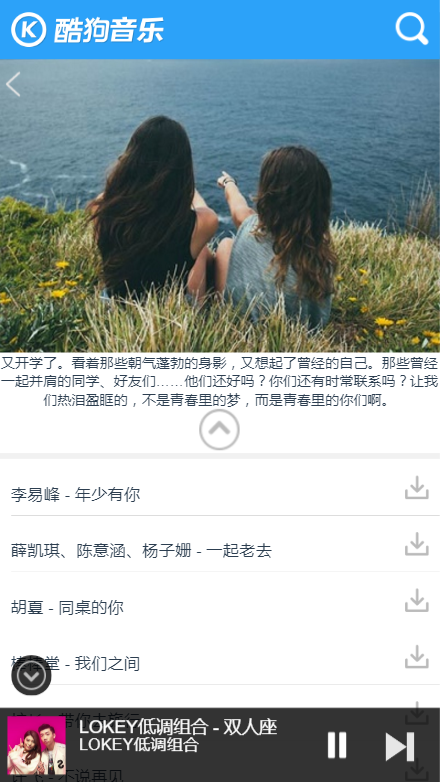 酷狗音乐
又开学了。看着那些朝气蓬勃的身影，又想起了曾经的自己。那些曾经
一起并肩的同学、好友们……他们还好吗？你们还有时常联系吗？让我
们热泪盈眶的，不是青春里的梦，而是青春里的你们啊。
李易峰 - 年少有你
薛凯琪、陈意涵、杨子姗 - 一起老去
胡夏 - 同桌的你
棒棒堂 - 我们之间
LOKEY低调组合 - 双人座
LOKEY低调组合
不说再见